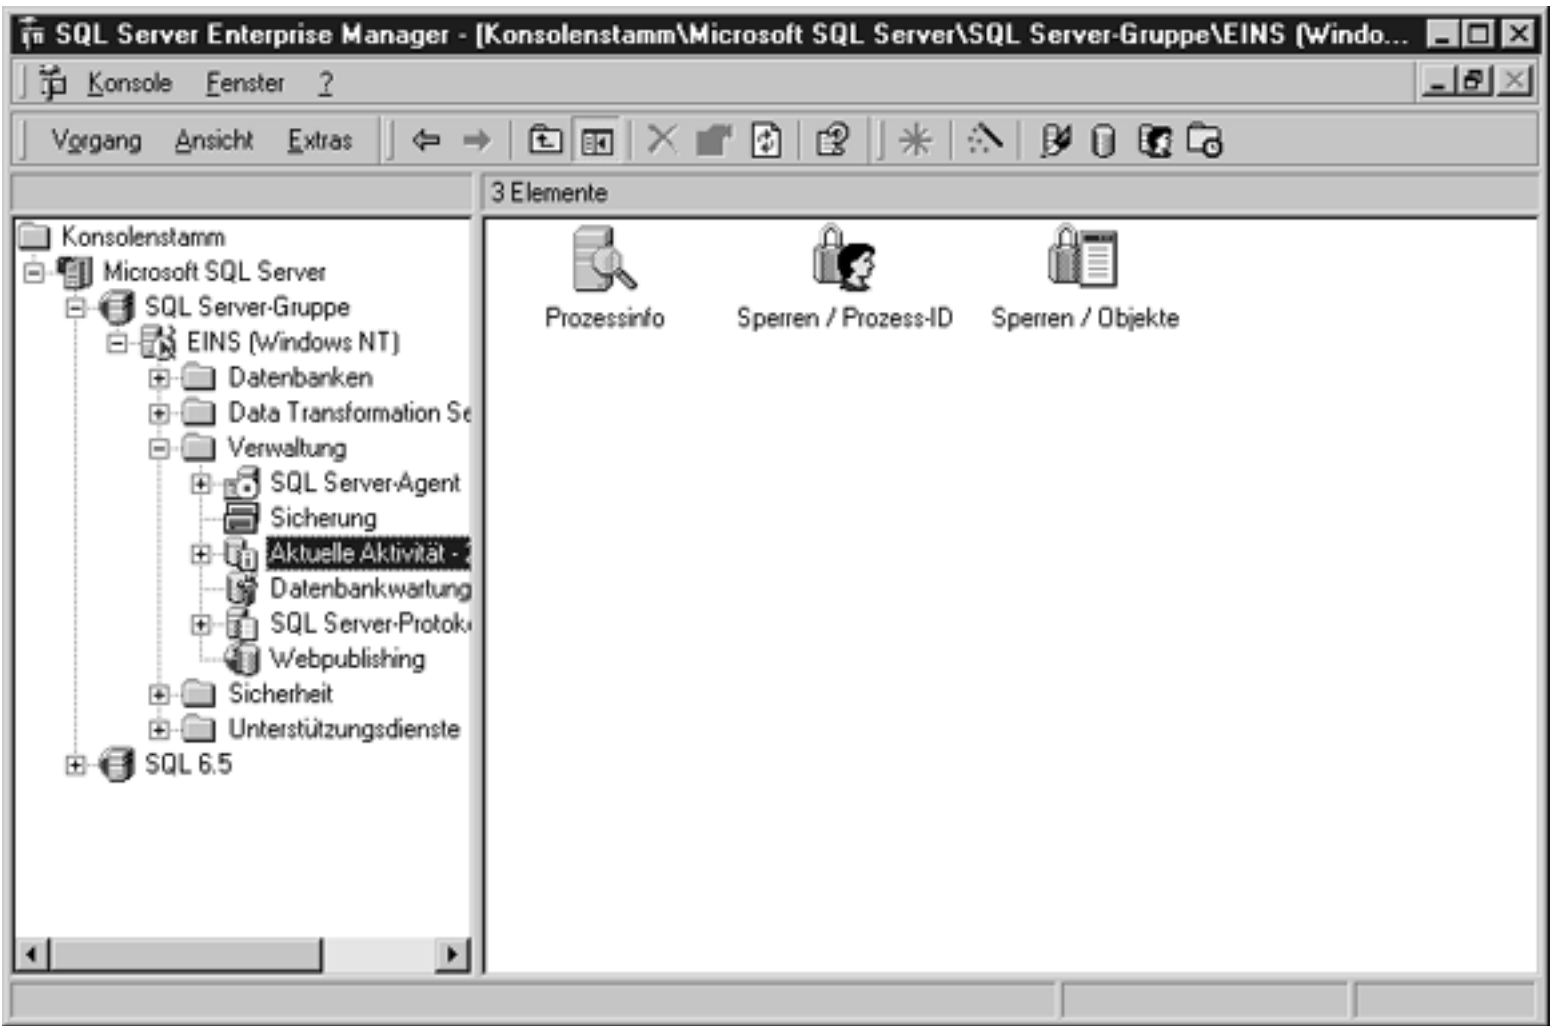 SQL Server Enterprise Manager - [Konsolenstamm\Microsoft SQL Server\SQL Server-Gruppe\EINS (Windo...
Konsole Fenster ?
Vorgang Ansicht Extras
3 Elemente
Konsolenstamm
Microsoft SQL Server
SQL Server-Gruppe
EINS (Windows NT)
Datenbanken
Data Transformation Se
Verwaltung
SQL Server-Agent
Sicherung
Aktuelle Aktivität - 2
Datenbankwartung
SQL Server-Protok
Webpublishing
Sicherheit
Unterstützungsdienste
SQL 6.5
Prozessinfo
Sperren / Prozess-ID
Sperren / Objekte